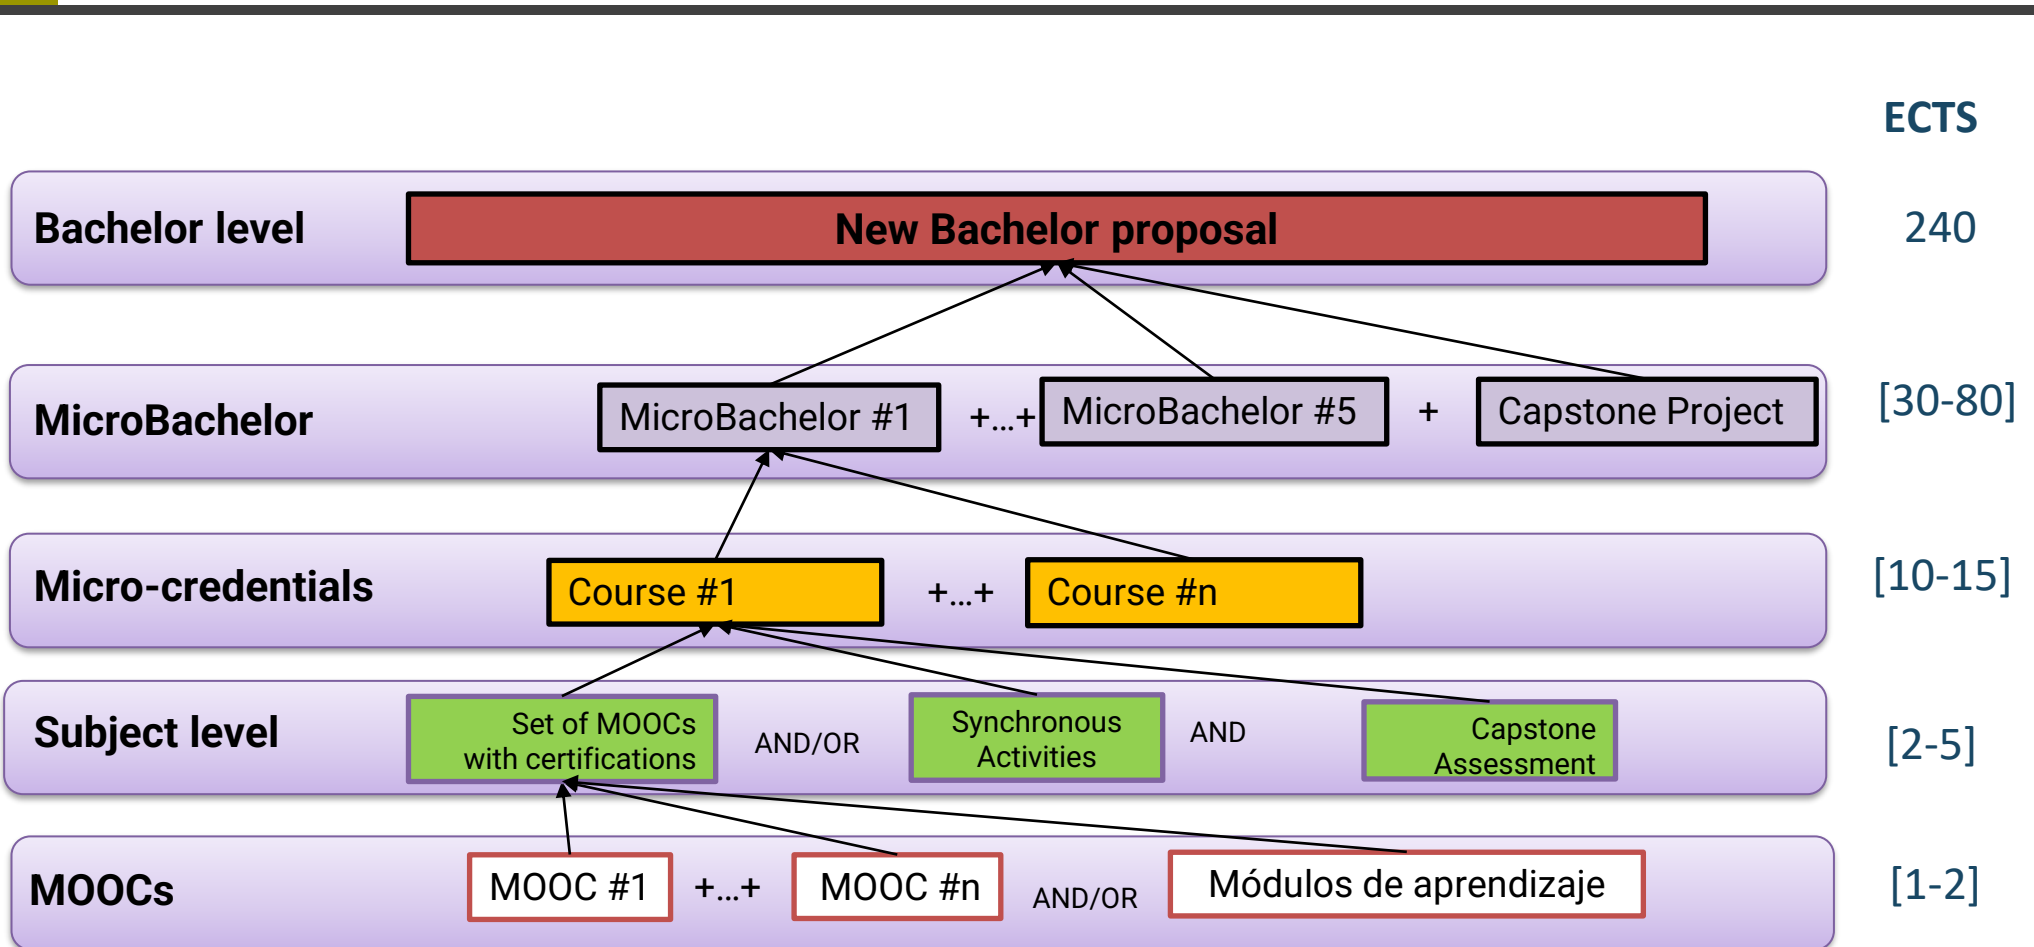 ECTS
Bachelor level
New Bachelor proposal
240
MicroBachelor
MicroBachelor #1
+...+
MicroBachelor #5
+
Capstone Project
[30-80]
Micro-credentials
Course #1
+...+
Course #n
[10-15]
Subject level
Set of MOOCs
with certifications
AND/OR
Synchronous
Activities
AND
Capstone
Assessment
[2-5]
MOOCs
MOOC #1
+...+
MOOC #n
AND/OR
Módulos de aprendizaje
[1-2]